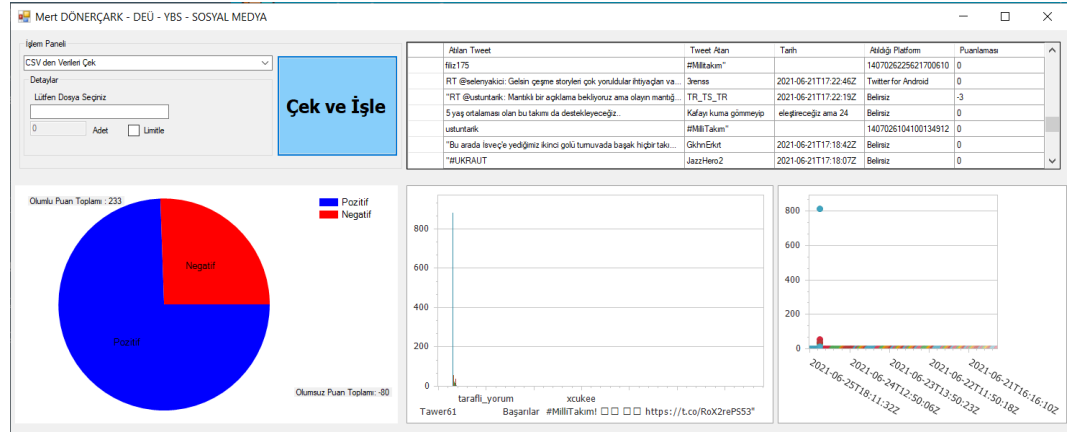 Mert DÖNERÇARK - DEÜ - YBS - SOSYAL MEDYA
İşlem Paneli
CSV den Verileri Çek
Detaylar
Lütfen Dosya Seçiniz
0 Adet Limitle
Çek ve İşle
Atılan Tweet Tweet Atan Tarih Atıldığı Platform Puanlaması
filiz175 #Millitakım" 1407026225621700610 0
RT @selenyakici: Gelsin çeşme storyleri çok yoruldular ihtiyaçları va... 3renss 2021-06-21T17:22:46Z Twitter for Android 0
"RT @ustuntarik: Mantıklı bir açıklama bekliyoruz ama olayın mantığ... TR_TS_TR 2021-06-21T17:22:19Z Belirsiz -3
5 yaş ortalaması olan bu takımı da destekleyeceğiz.. Kafayı kuma gömmeyip eleştireceğiz ama 24 Belirsiz 0
ustuntarik #MilliTakım" 1407026104100134912 0
"Bu arada İsveç'e yediğimiz ikinci golü turnuvada başak hiçbir takı... GkhnErkrt 2021-06-21T17:18:42Z Belirsiz 0
"#UKRAUT JazzHero2 2021-06-21T17:18:07Z Belirsiz 0
Olumlu Puan Toplamı : 233
Pozitif
Negatif
Negatif
Pozitif
Olumsuz Puan Toplamı: -80
800
600
400
200
0
tarafli_yorum xcukee
Tawer61 Başarılar #MilliTakım! □□ □□ https://t.co/RoX2rePS53"
800
600
400
200
0
2021-06-25T18:11:32Z
2021-06-24T12:50:06Z
2021-06-23T13:50:23Z
2021-06-22T11:50:18Z
2021-06-21T16:16:10Z